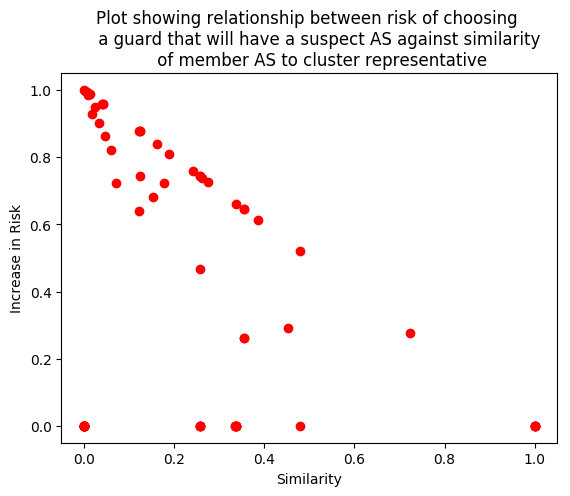 Plot showing relationship between risk of choosing
a guard that will have a suspect AS against similarity
of member AS to cluster representative
1.0
0.8
0.6
0.4
0.2
0.0
Increase in Risk
0.0 0.2 0.4 0.6 0.8 1.0
Similarity